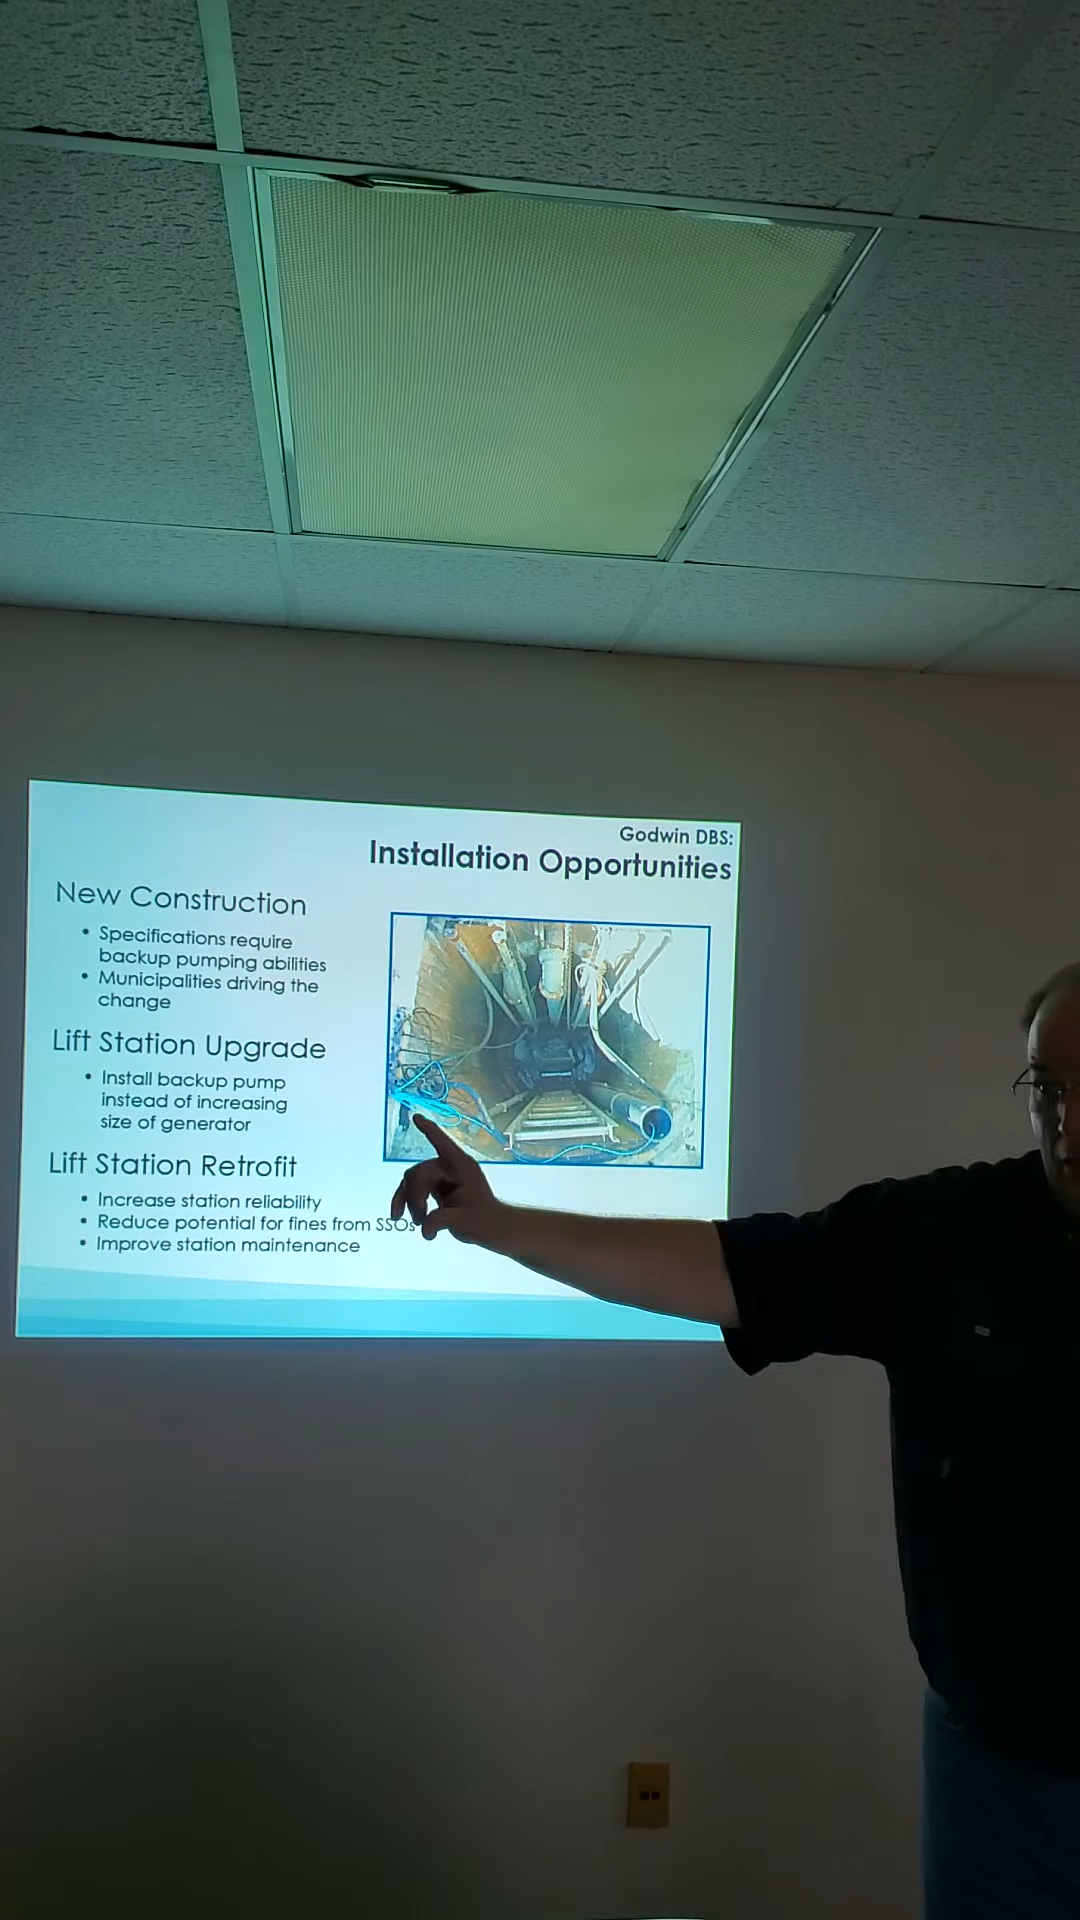 Godwin DBS:
Installation Opportunities
New Construction
• Specifications require
backup pumping abilities
• Municipalities driving the
change
Lift Station Upgrade
• Install backup pump
instead of increasing
size of generator
Lift Station Retrofit
• Increase station reliability
• Reduce potential for fines from SSOs
• Improve station maintenance